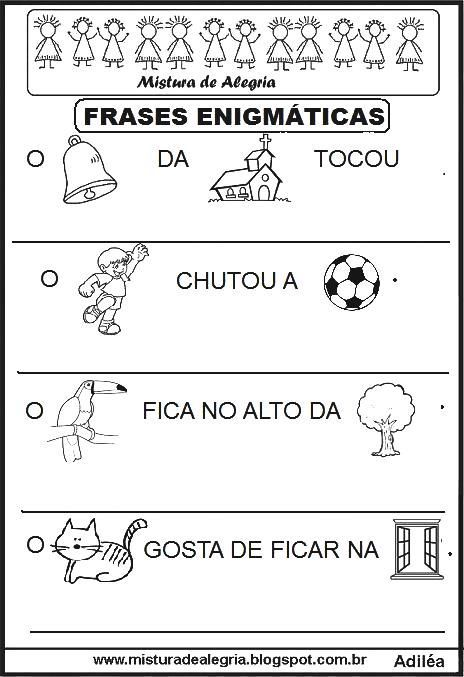 Mistura de Alegria
FRASES ENIGMÁTICAS
O DA TOCOU .
O CHUTOU A .
O FICA NO ALTO DA .
O GOSTA DE FICAR NA .
www.misturadealegria.blogspot.com.br Adiléa